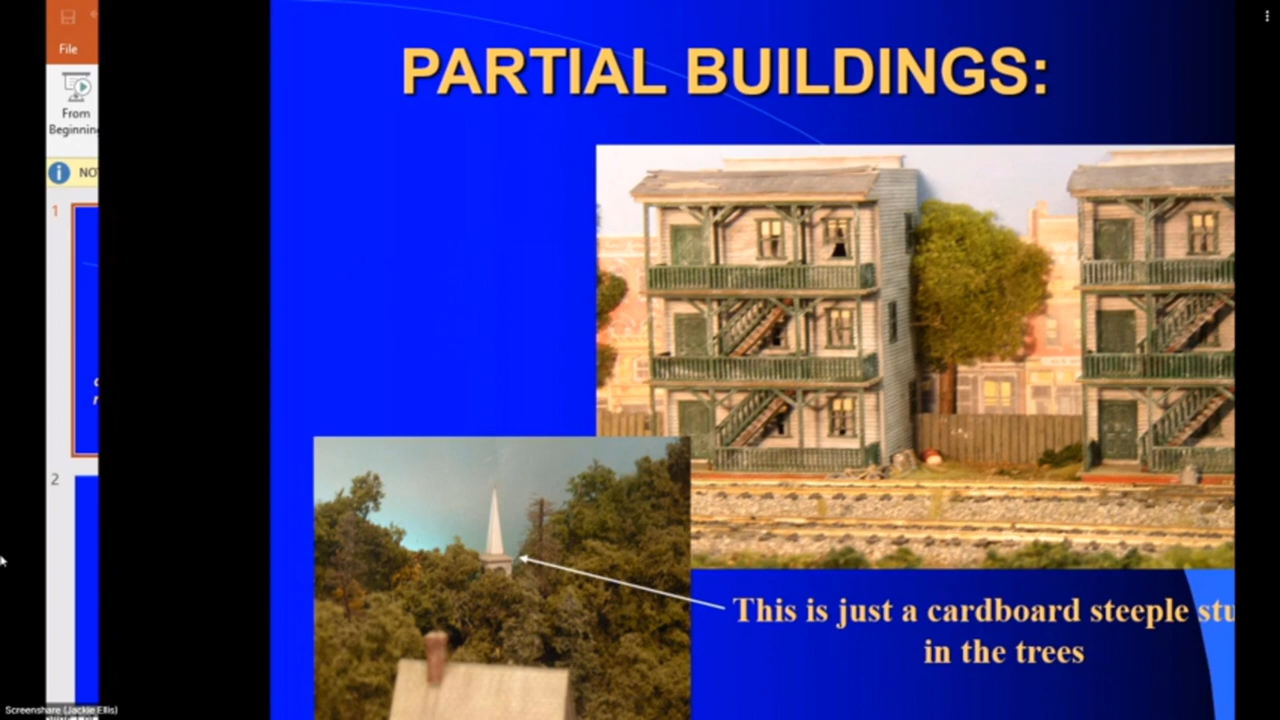 File
From
Beginnin
NO
1
2
PARTIAL BUILDINGS:
This is just a cardboard steeple stu
in the trees
Screenshare (Jackie Ellis)